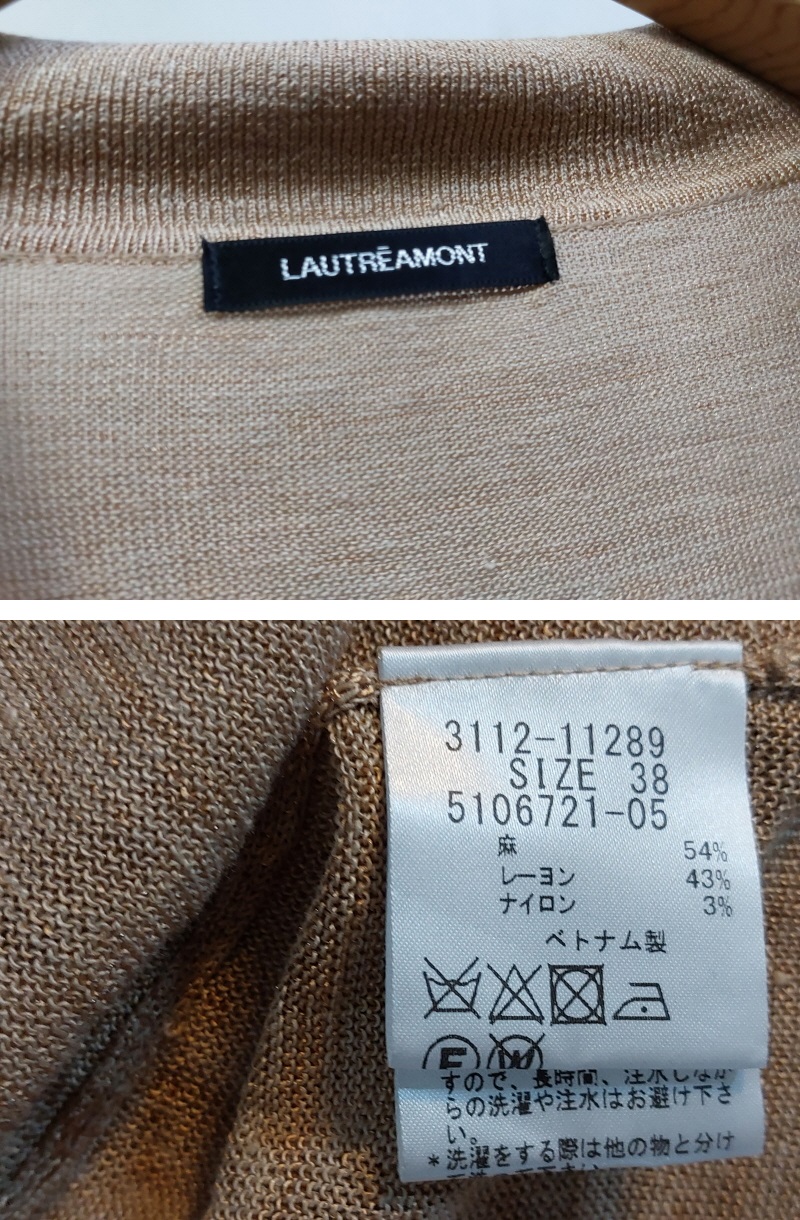 LAUTRĒAMONT
3112-11289
SIZE 38
5106721-05
麻 54%
レーヨン 43%
ナイロン 3%
ベトナム製
すので、長時間、注水しなが
らの洗濯や注水はお避け下さ
い。
*洗濯をする際は他の物と分け